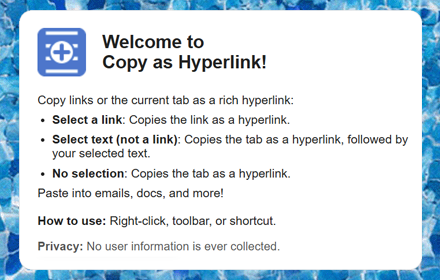 Welcome to
Copy as Hyperlink!
Copy links or the current tab as a rich hyperlink:
• Select a link: Copies the link as a hyperlink.
• Select text (not a link): Copies the tab as a hyperlink, followed by
your selected text.
• No selection: Copies the tab as a hyperlink.
Paste into emails, docs, and more!
How to use: Right-click, toolbar, or shortcut.
Privacy: No user information is ever collected.